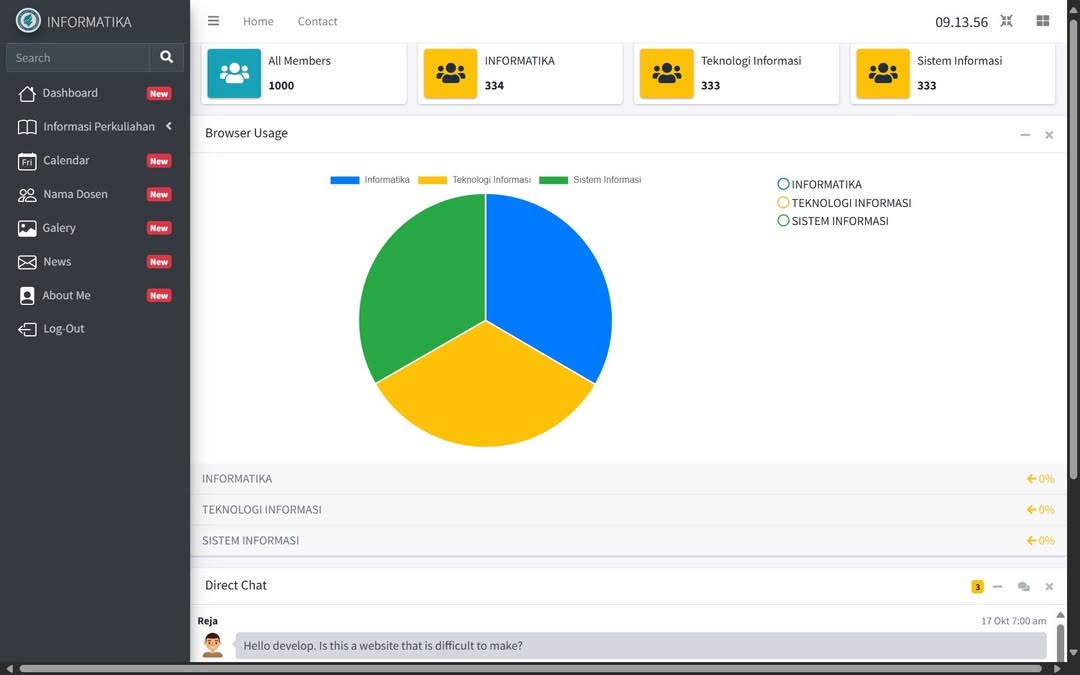 INFORMATIKA
Search
Dashboard New
Informasi Perkuliahan
Fri Calendar New
Nama Dosen New
Galery New
News New
About Me New
Log-Out
Home Contact 09.13.56
All Members
1000
INFORMATIKA
334
Teknologi Informasi
333
Sistem Informasi
333
Browser Usage
Informatika Teknologi Informasi Sistem Informasi
INFORMATIKA
TEKNOLOGI INFORMASI
SISTEM INFORMASI
INFORMATIKA 0%
TEKNOLOGI INFORMASI 0%
SISTEM INFORMASI 0%
Direct Chat 3
Reja 17 Okt 7:00 am
Hello develop. Is this a website that is difficult to make?